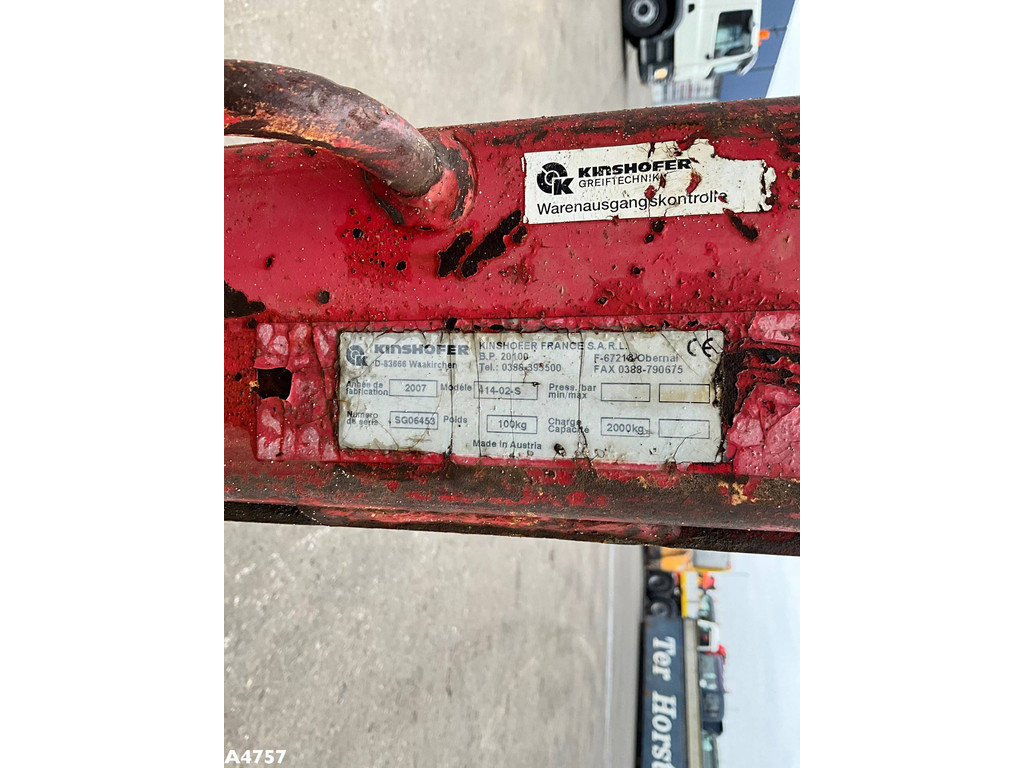 KINSHOFER
GREIFTECHNIK
Warenausgangskontrolle
KINSHOFER
D-83666 Waakirchen
KINSHOFER FRANCE S.A.R.L.
B.P. 20100 F-67213 Obernai
Tel.: 0388-395500 FAX 0388-790675
CE
Année de fabrication 2007 Modèle 414-02-S Press. bar min/max
Numéro de série SG06453 Poids 100kg Charge Capacité 2000kg
Made in Austria
Ter Horst
A4757